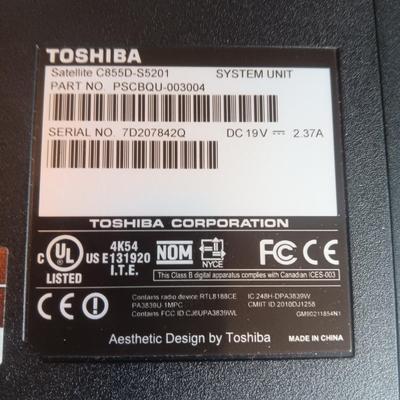 TOSHIBA
Satellite C855D-S5201 SYSTEM UNIT
PART NO. PSCBQU-003004
SERIAL NO. 7D207842Q DC 19V 2.37A
TOSHIBA CORPORATION
C UL US LISTED
4K54
E131920
I.T.E.
NOM NYCE
FC CE
This Class B digital apparatus complies with Canadian ICES-003
Contains radio device: RTL8188CE IC 248H-DPA3839W
PA3839U-1MPC CMIIT ID 2010DJ1258
Contains FCC ID CJ6UPA3839WL GM90211854N1
Aesthetic Design by Toshiba MADE IN CHINA